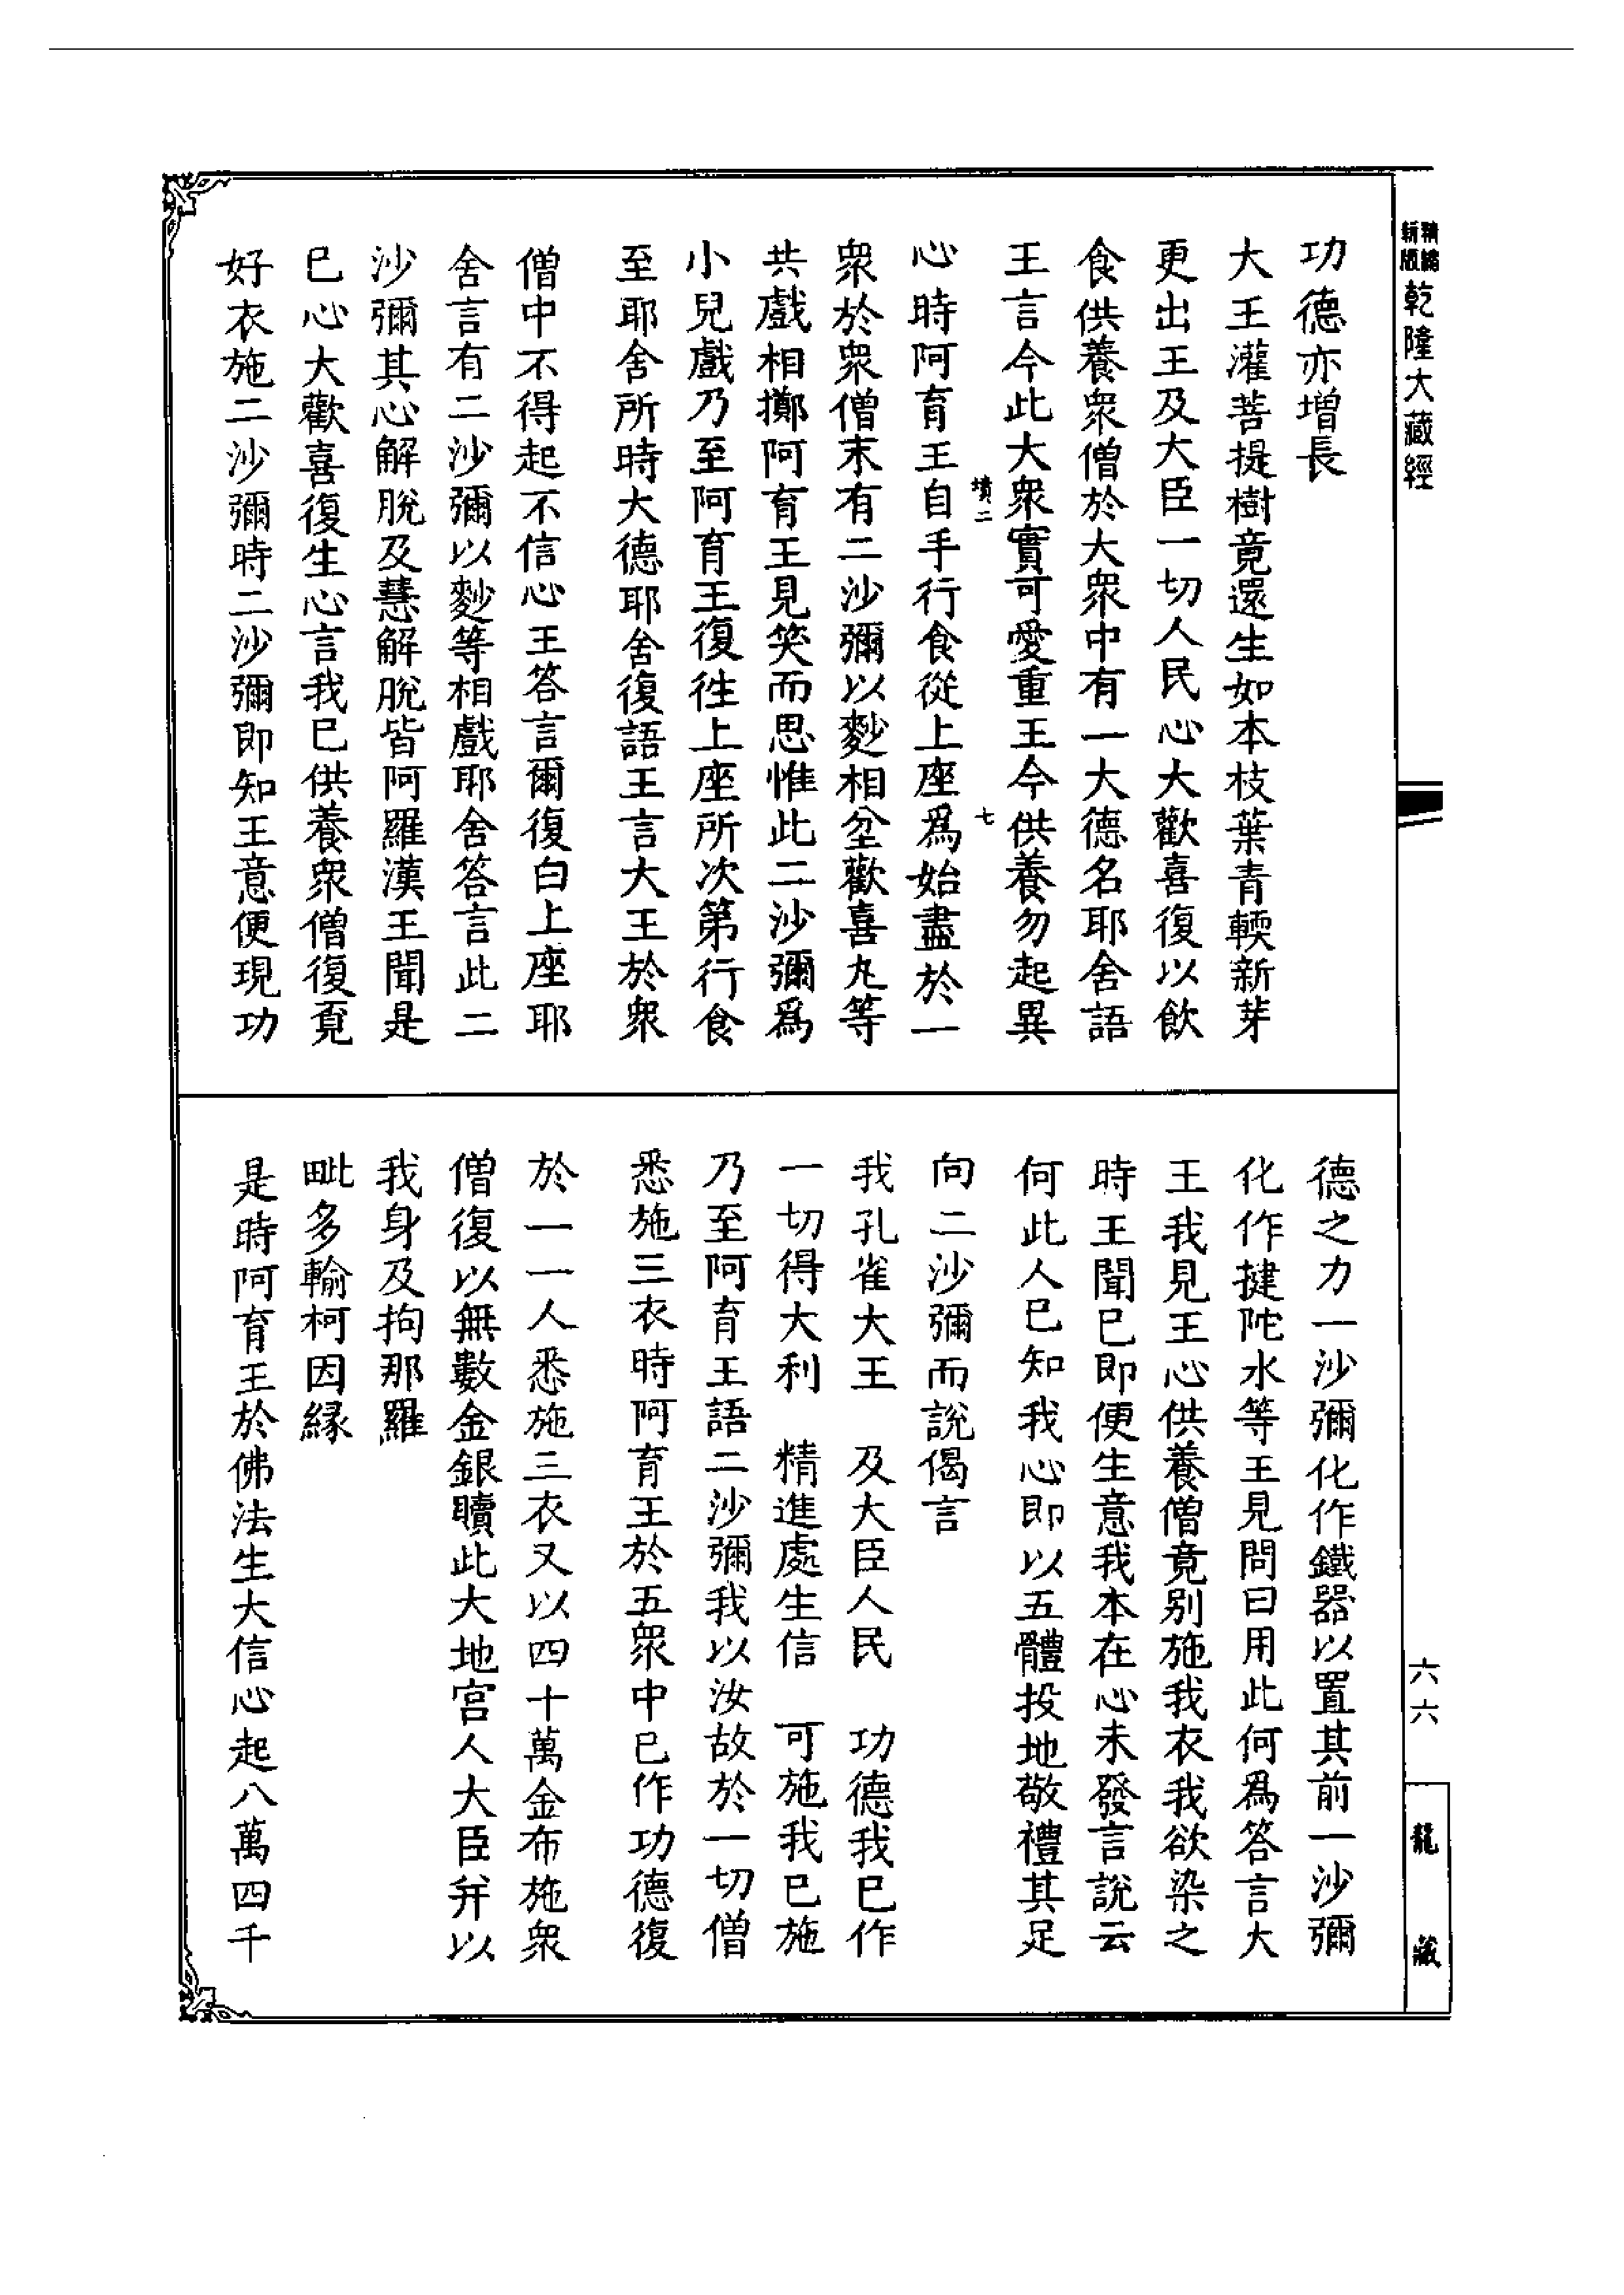 精編新版乾隆大藏經
功德亦增長
大王灌菩提樹竟還生如本枝葉青輭新芽
更出王及大臣一切人民心大歡喜復以飲
食供養衆僧於大衆中有一大德名耶舍語
王言今此大衆實可愛重王今供養勿起異
墳二 七
心時阿育王自手行食從上座爲始盡於一
衆於衆僧末有二沙彌以麨相坌歡喜丸等
共戲相擲阿育王見笑而思惟此二沙彌爲
小兒戲乃至阿育王復徃上座所次第行食
至耶舍所時大德耶舍復語王言大王於衆
僧中不得起不信心王答言爾復白上座耶
舍言有二沙彌以麨等相戲耶舍答言此二
沙彌其心解脫及慧解脫皆阿羅漢王聞是
巳心大歡喜復生心言我巳供養衆僧復覔
好衣施二沙彌時二沙彌即知王意便現功
德之力一沙彌化作鐵器以置其前一沙彌
化作揵陀水等王見問曰用此何爲答言大
王我見王心供養僧竟別施我衣我欲染之
時王聞巳即便生意我本在心未發言說云
何此人巳知我心即以五體投地敬禮其足
向二沙彌而說偈言
我孔雀大王　及大臣人民　功德我巳作
一切得大利　精進處生信　可施我巳施
乃至阿育王語二沙彌我以汝故於一切僧
悉施三衣時阿育王於五衆中巳作功德復
於一一人悉施三衣又以四十萬金布施衆
僧復以無數金銀贖此大地宮人大臣幷以
我身及拘那羅
毗多輸柯因緣
是時阿育王於佛法生大信心起八萬四千
六六
龍藏